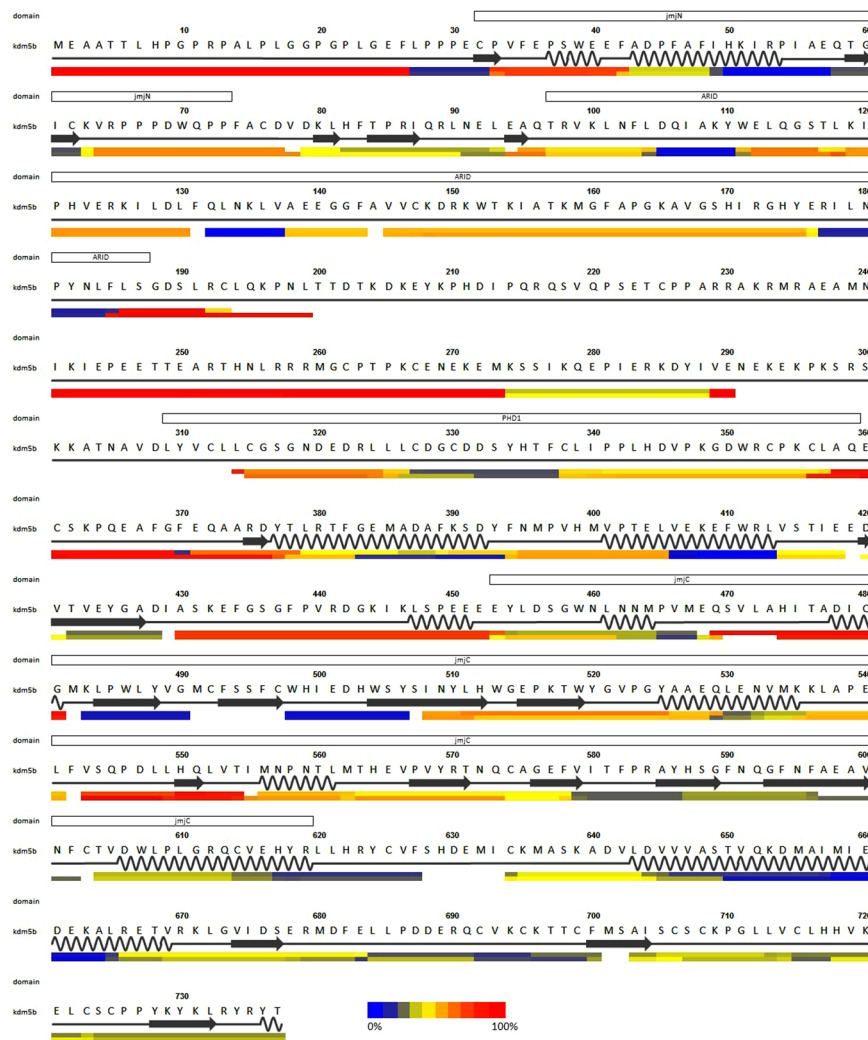 domain jmjN
10 20 30 40 50 60
kdm5b M E A A T T L H P G P R P A L P L G G P G P L G E F L P P P E C P V F E P S W E E F A D P F A F I H K I R P I A E Q T G
domain jmjN ARID
70 80 90 100 110 120
kdm5b I C K V R P P P D W Q P P F A C D V D K L H F T P R I Q R L N E L E A Q T R V K L N F L D Q I A K Y W E L Q G S T L K I
domain ARID
130 140 150 160 170 180
kdm5b P H V E R K I L D L F Q L N K L V A E E G G F A V V C K D R K W T K I A T K M G F A P G K A V G S H I R G H Y E R I L N
domain ARID
190 200 210 220 230 240
kdm5b P Y N L F L S G D S L R C L Q K P N L T T D T K D K E Y K P H D I P Q R Q S V Q P S E T C P P A R R A K R M R A E A M N
domain
250 260 270 280 290 300
kdm5b I K I E P E E T T E A R T H N L R R R M G C P T P K C E N E K E M K S S I K Q E P I E R K D Y I V E N E K E K P K S R S
domain PHD1
310 320 330 340 350 360
kdm5b K K A T N A V D L Y V C L L C G S G N D E D R L L L C D G C D D S Y H T F C L I P P L H D V P K G D W R C P K C L A Q E
domain
370 380 390 400 410 420
kdm5b C S K P Q E A F G F E Q A A R D Y T L R T F G E M A D A F K S D Y F N M P V H M V P T E L V E K E F W R L V S T I E E D
domain jmjC
430 440 450 460 470 480
kdm5b V T V E Y G A D I A S K E F G S G F P V R D G K I K L S P E E E E Y L D S G W N L N N M P V M E Q S V L A H I T A D I C
domain jmjC
490 500 510 520 530 540
kdm5b G M K L P W L Y V G M C F S S F C W H I E D H W S Y S I N Y L H W G E P K T W Y G V P G Y A A E Q L E N V M K K L A P E
domain jmjC
550 560 570 580 590 600
kdm5b L F V S Q P D L L H Q L V T I M N P N T L M T H E V P V Y R T N Q C A G E F V I T F P R A Y H S G F N Q G F N F A E A V
domain jmjC
610 620 630 640 650 660
kdm5b N F C T V D W L P L G R Q C V E H Y R L L H R Y C V F S H D E M I C K M A S K A D V L D V V V A S T V Q K D M A I M I E
domain
670 680 690 700 710 720
kdm5b D E K A L R E T V R K L G V I D S E R M D F E L L P D D E R Q C V K C K T T C F M S A I S C S C K P G L L V C L H H V K
domain
730
kdm5b E L C S C P P Y K Y K L R Y R Y T
0% 100%